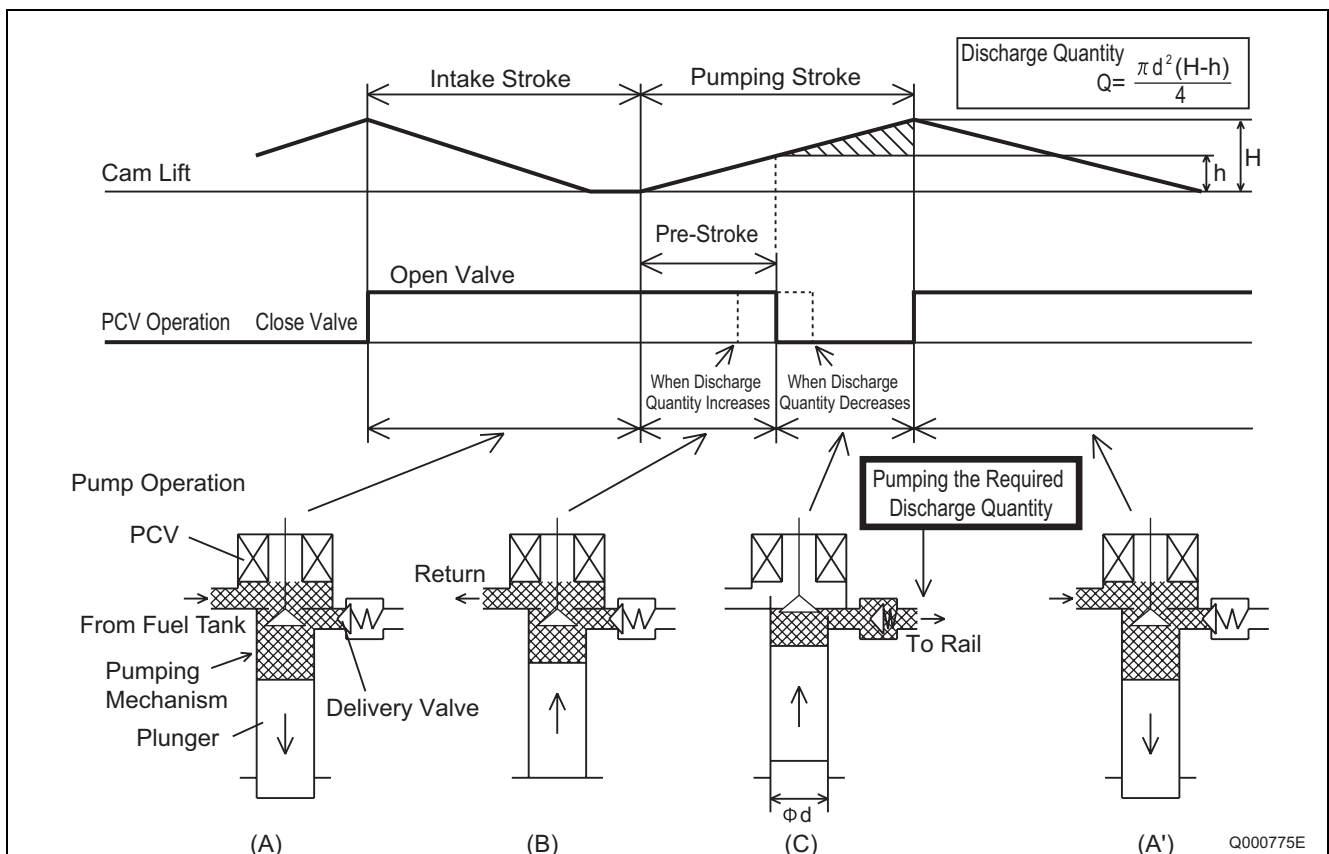 Discharge Quantity
Q= πd²(H-h)
4
Intake Stroke
Pumping Stroke
Cam Lift
h
H
Pre-Stroke
Open Valve
PCV Operation
Close Valve
When Discharge
Quantity Increases
When Discharge
Quantity Decreases
Pump Operation
Pumping the Required
Discharge Quantity
PCV
Return
From Fuel Tank
To Rail
Pumping
Mechanism
Delivery Valve
Plunger
Φd
(A)
(B)
(C)
(A')
Q000775E